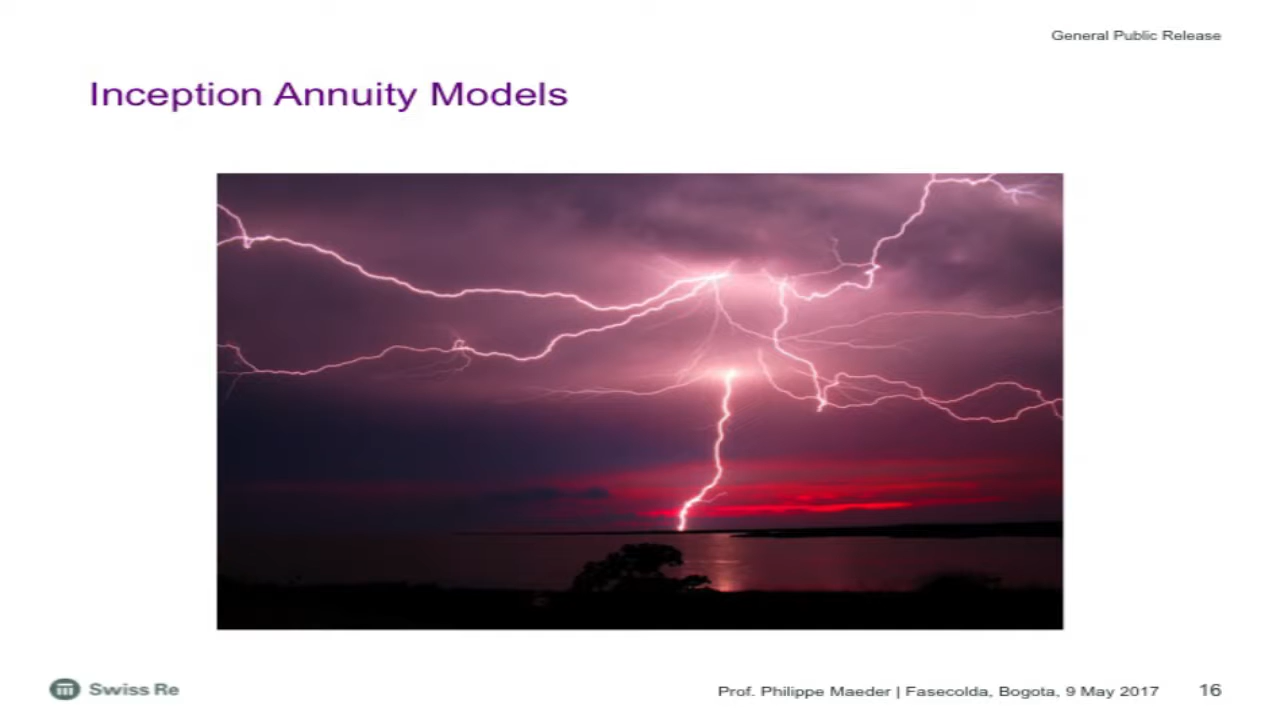 General Public Release
Inception Annuity Models
Swiss Re
Prof. Philippe Maeder | Fasecolda, Bogota, 9 May 2017
16